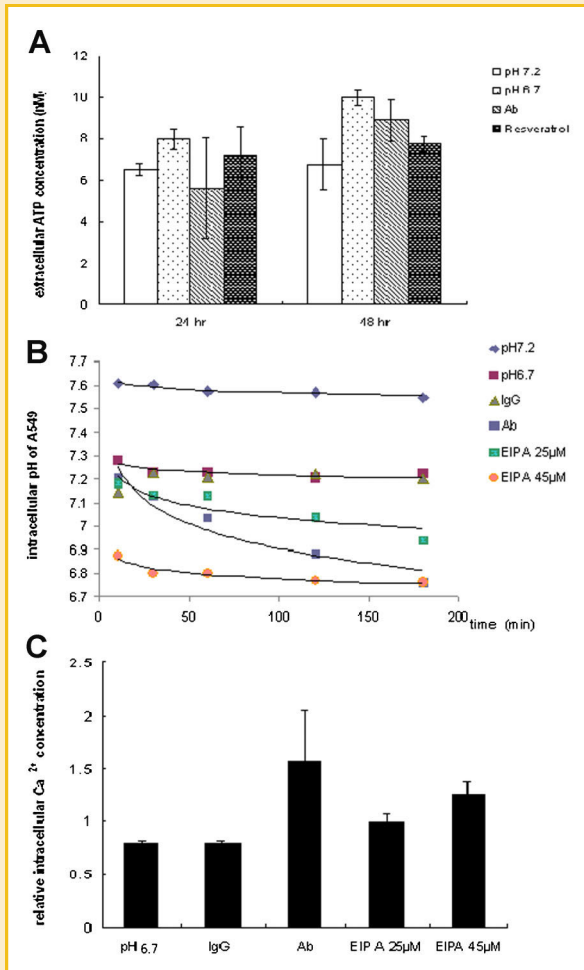 A
extracellular ATP concentration (nM)
12
10
8
6
4
2
0
24 hr
48 hr
pH 7.2
pH 6.7
Ab
Resveratrol
B
intracellular pH of A549
7.7
7.6
7.5
7.4
7.3
7.2
7.1
7
6.9
6.8
6.7
0
50
100
150
200
time (min)
pH7.2
pH6.7
IgG
Ab
EIPA 25μM
EIPA 45μM
C
relative intracellular Ca 2+ concentration
2.5
2
1.5
1
0.5
0
pH 6.7
IgG
Ab
EIPA 25μM
EIPA 45μM